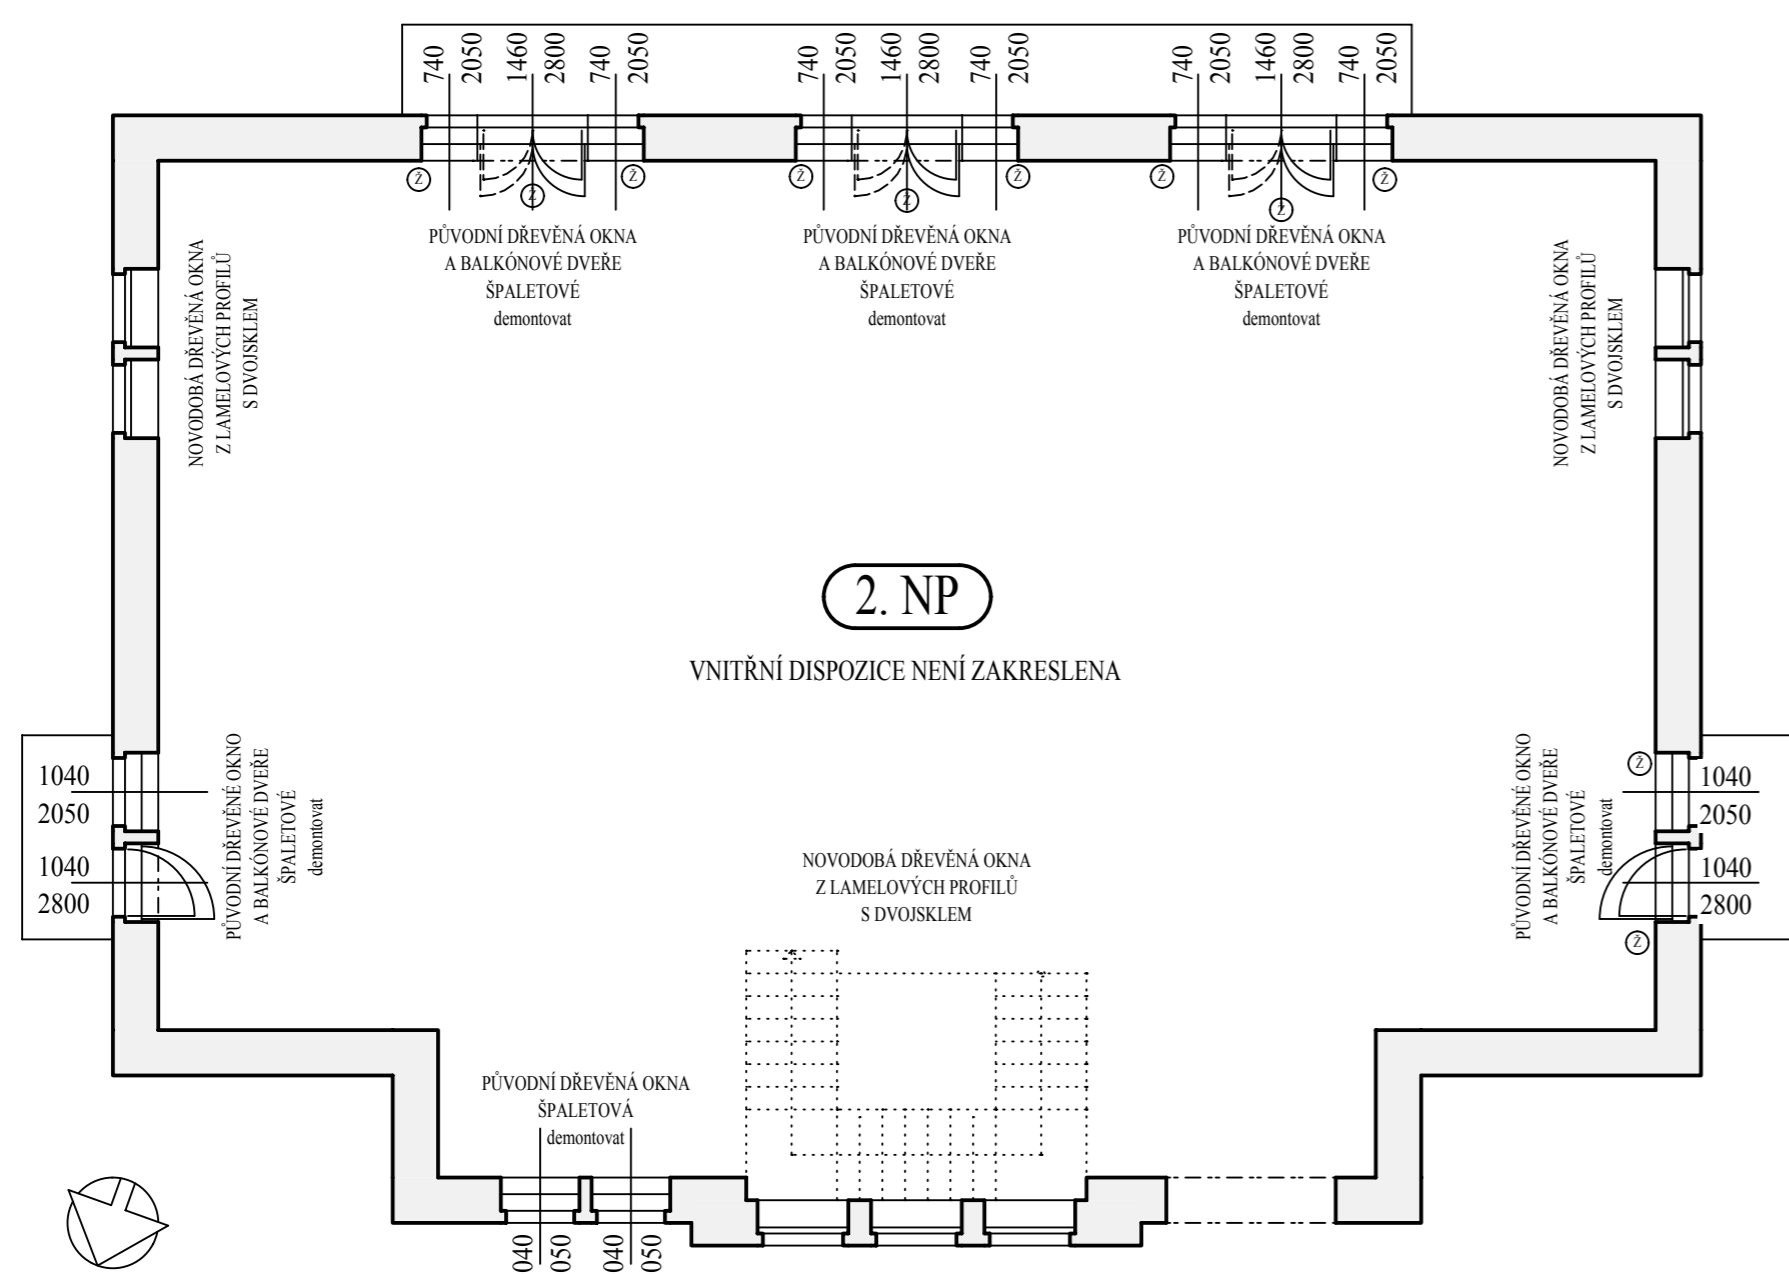 740
2050
1460
2800
740
2050
740
2050
1460
2800
740
2050
740
2050
1460
2800
740
2050
Ž
Ž
Ž
Ž
Ž
Ž
Ž
Ž
Ž
PŮVODNÍ DŘEVĚNÁ OKNA
A BALKÓNOVÉ DVEŘE
ŠPALETOVÉ
demontovat
PŮVODNÍ DŘEVĚNÁ OKNA
A BALKÓNOVÉ DVEŘE
ŠPALETOVÉ
demontovat
PŮVODNÍ DŘEVĚNÁ OKNA
A BALKÓNOVÉ DVEŘE
ŠPALETOVÉ
demontovat
NOVODOBÁ DŘEVĚNÁ OKNA
Z LAMELOVÝCH PROFILŮ
S DVOJSKLEM
NOVODOBÁ DŘEVĚNÁ OKNA
Z LAMELOVÝCH PROFILŮ
S DVOJSKLEM
2. NP
VNITŘNÍ DISPOZICE NENÍ ZAKRESLENA
1040
2050
1040
2800
PŮVODNÍ DŘEVĚNÉ OKNO
A BALKÓNOVÉ DVEŘE
ŠPALETOVÉ
demontovat
PŮVODNÍ DŘEVĚNÉ OKNO
A BALKÓNOVÉ DVEŘE
ŠPALETOVÉ
demontovat
Ž
1040
2050
1040
2800
Ž
NOVODOBÁ DŘEVĚNÁ OKNA
Z LAMELOVÝCH PROFILŮ
S DVOJSKLEM
PŮVODNÍ DŘEVĚNÁ OKNA
ŠPALETOVÁ
demontovat
040
050
040
050